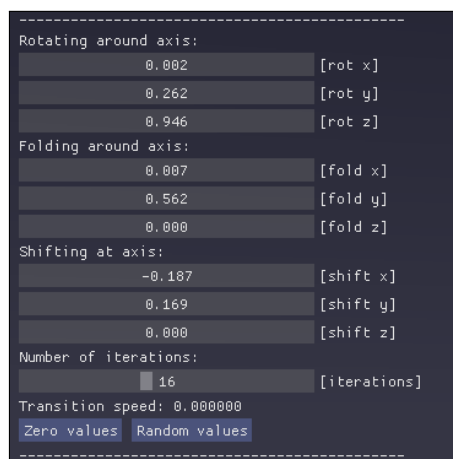 --------------------------------------------
Rotating around axis:
0.002 [rot x]
0.262 [rot y]
0.946 [rot z]
Folding around axis:
0.007 [fold x]
0.562 [fold y]
0.000 [fold z]
Shifting at axis:
-0.187 [shift x]
0.169 [shift y]
0.000 [shift z]
Number of iterations:
16 [iterations]
Transition speed: 0.000000
Zero values Random values
--------------------------------------------